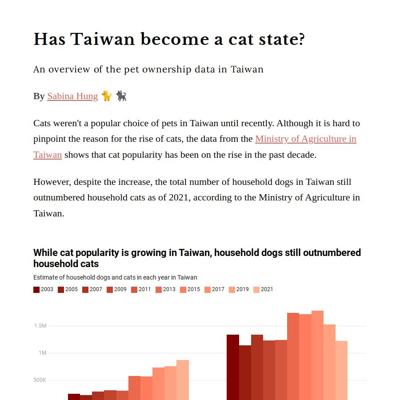 Has Taiwan become a cat state?
An overview of the pet ownership data in Taiwan
By Sabina Hung 🐈 🐈‍⬛
Cats weren't a popular choice of pets in Taiwan until recently. Although it is hard to
pinpoint the reason for the rise of cats, the data from the Ministry of Agriculture in
Taiwan shows that cat popularity has been on the rise in the past decade.
However, despite the increase, the total number of household dogs in Taiwan still
outnumbered household cats as of 2021, according to the Ministry of Agriculture in
Taiwan.
While cat popularity is growing in Taiwan, household dogs still outnumbered
household cats
Estimate of household dogs and cats in each year in Taiwan
2003 2005 2007 2009 2011 2013 2015 2017 2019 2021
1.5M
1M
500K